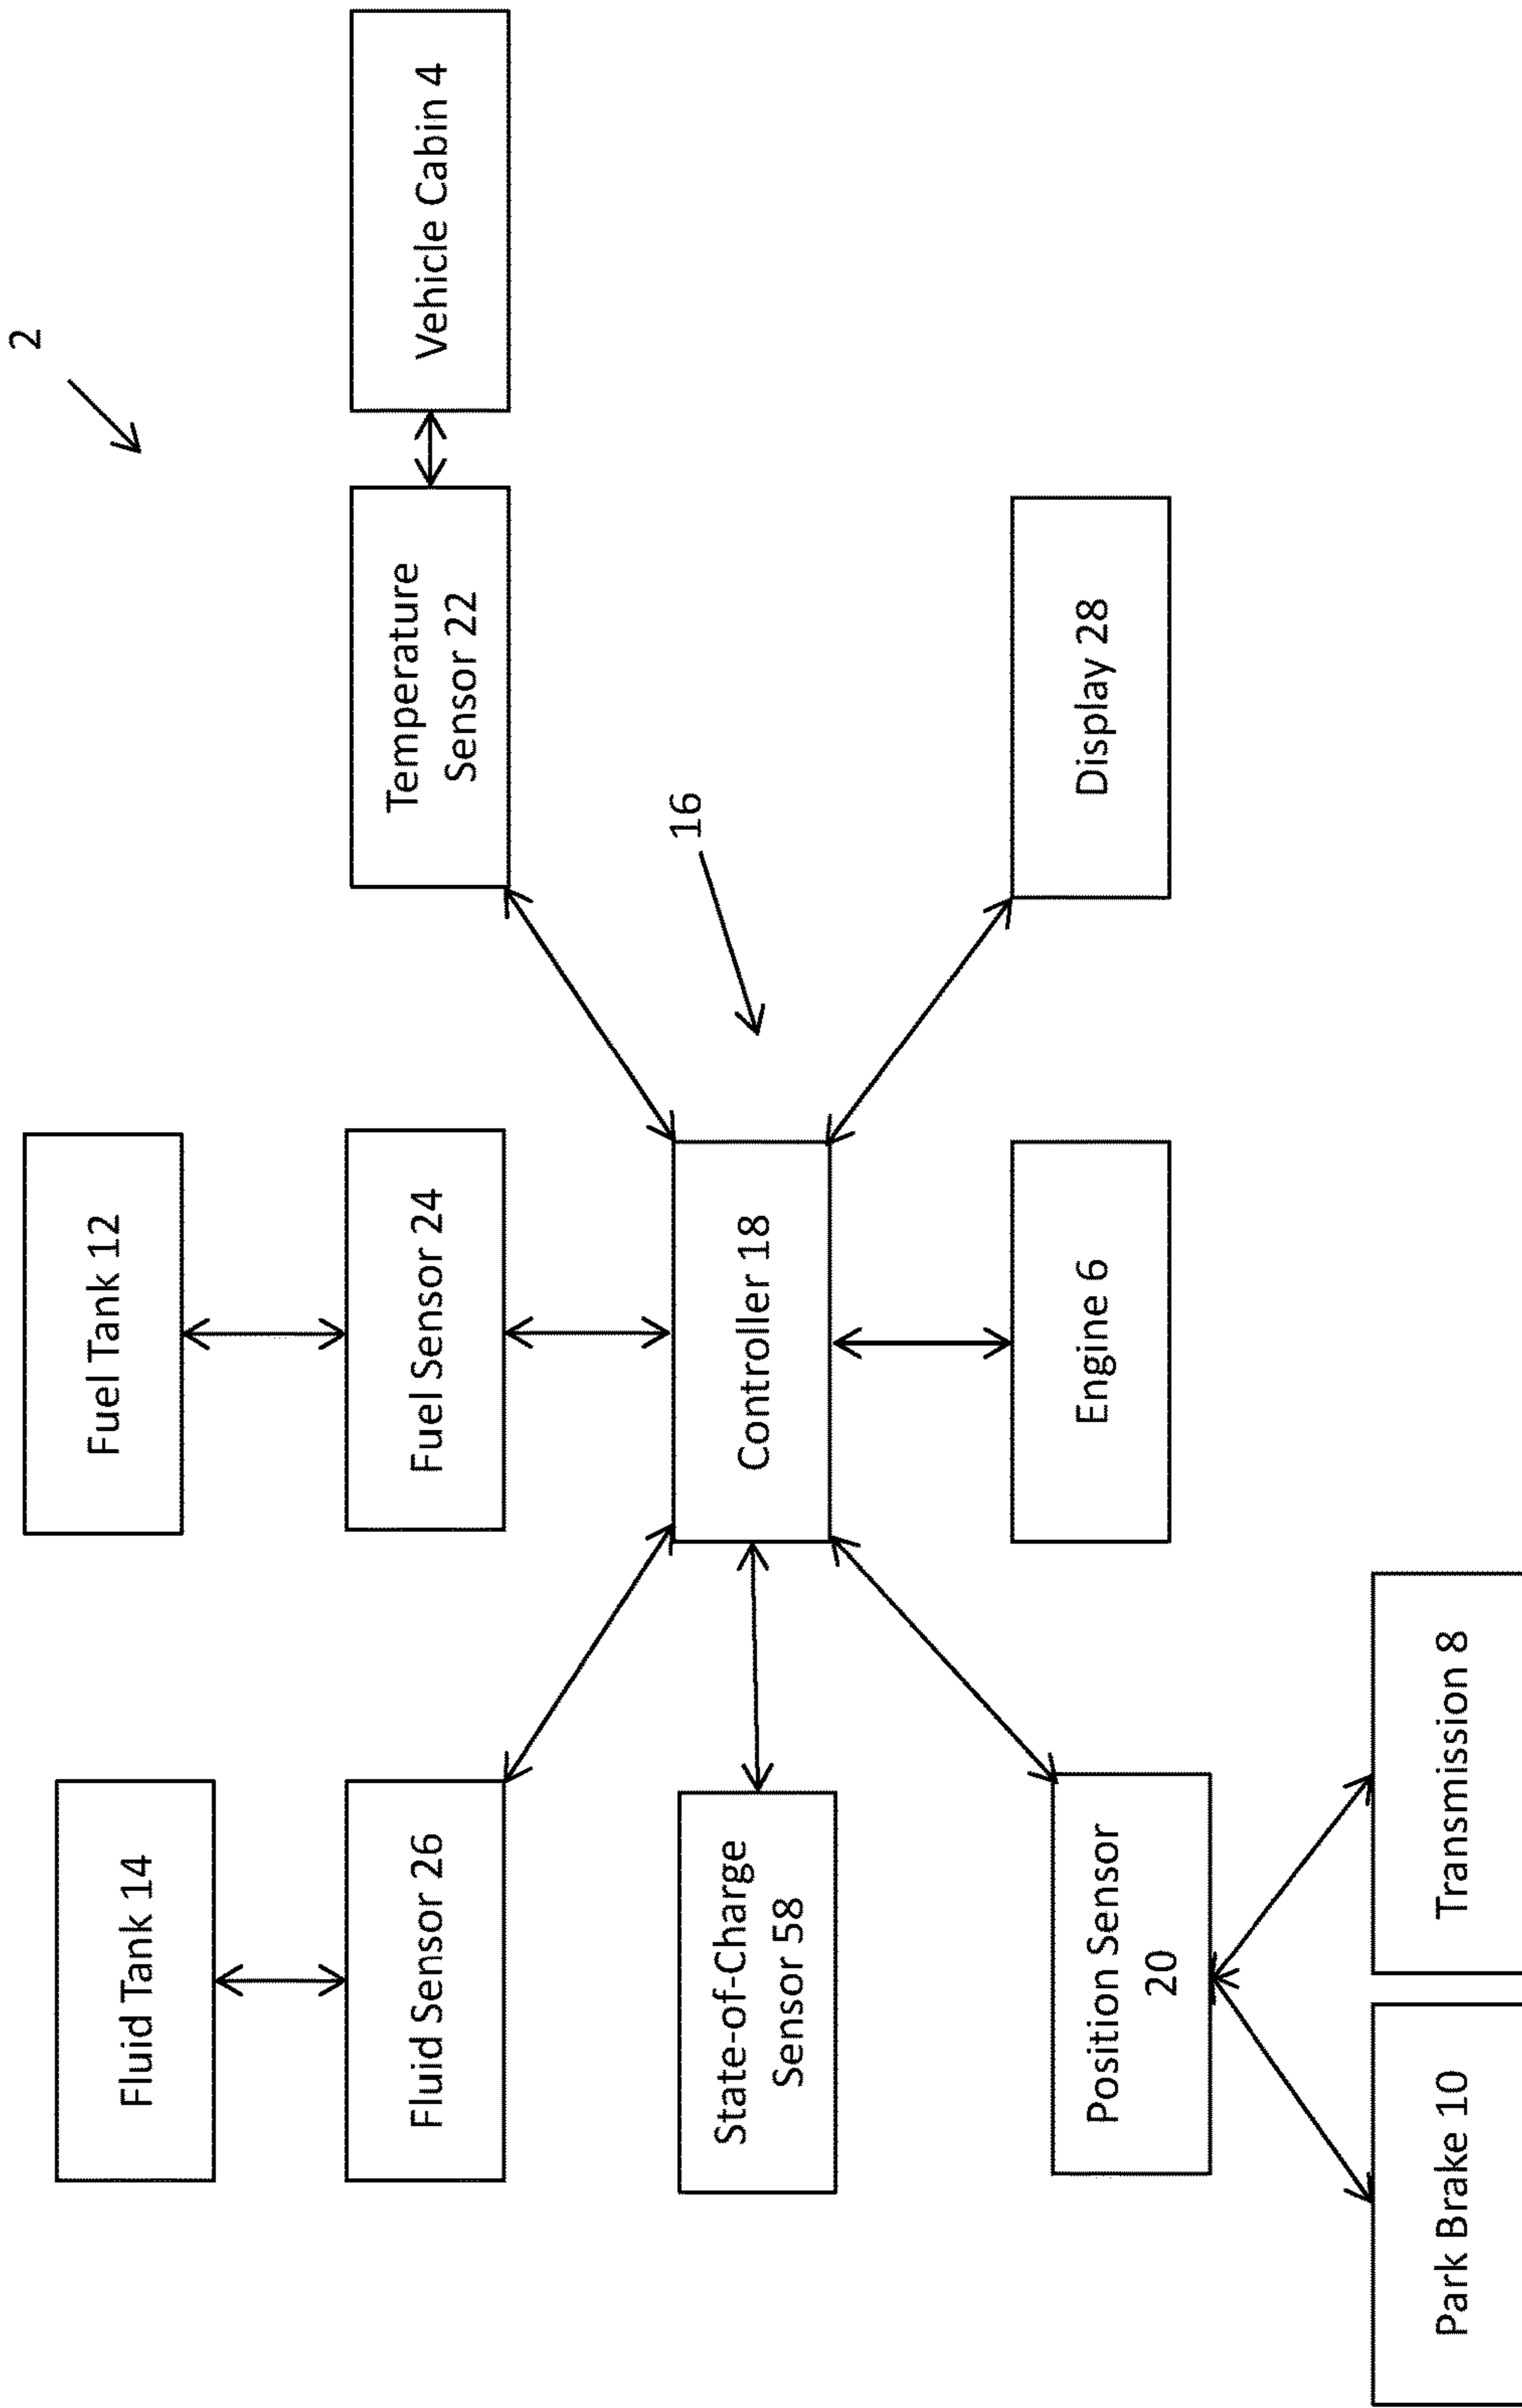 2
Fluid Tank 14
Fuel Tank 12
Fluid Sensor 26
Fuel Sensor 24
Temperature
Sensor 22
Vehicle Cabin 4
16
State-of-Charge
Sensor 58
Controller 18
Position Sensor
20
Engine 6
Display 28
Park Brake 10
Transmission 8